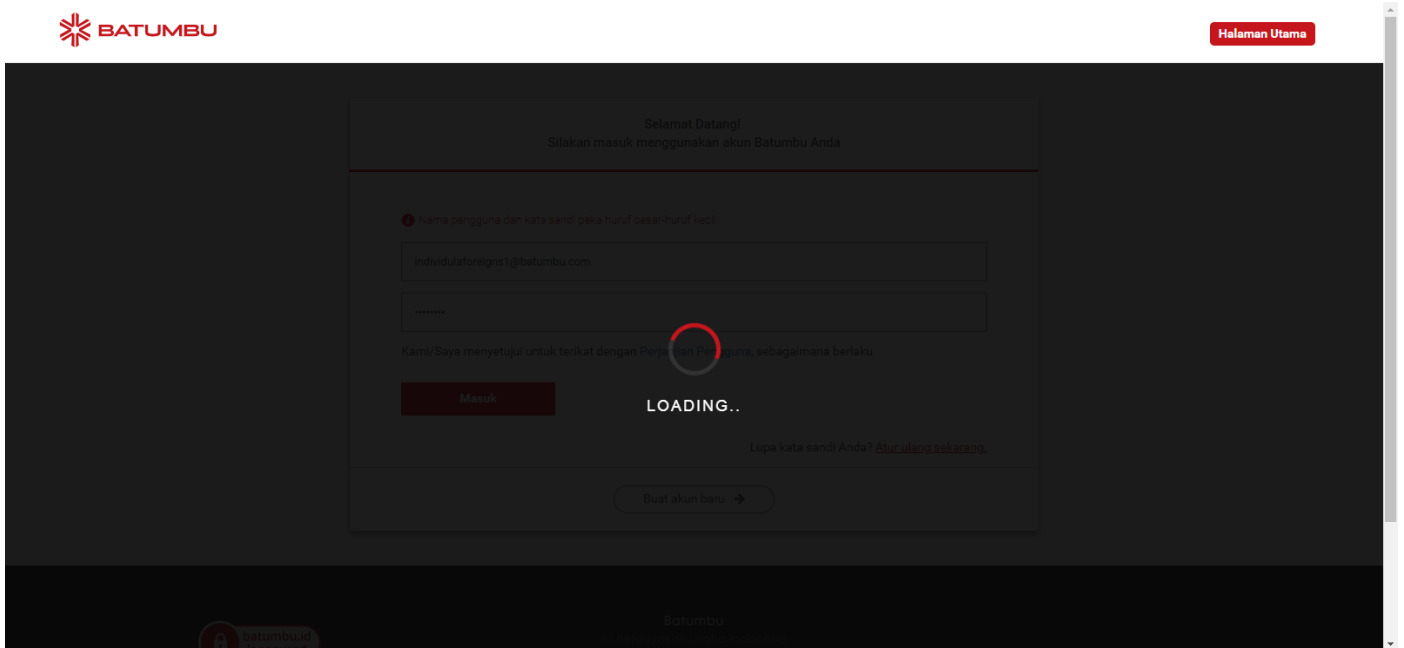 BATUMBU
Halaman Utama
Selamat Datang!
Silakan masuk menggunakan akun Batumbu Anda
Nama pengguna dan kata sandi peka huruf besar-huruf kecil
individulaforeigns1@batumbu.com
········
Kami/Saya menyetujui untuk terikat dengan Perjanjian Pengguna, sebagaimana berlaku
Masuk
LOADING..
Lupa kata sandi Anda? Atur ulang sekarang.
Buat akun baru
Batumbu
batumbu.id